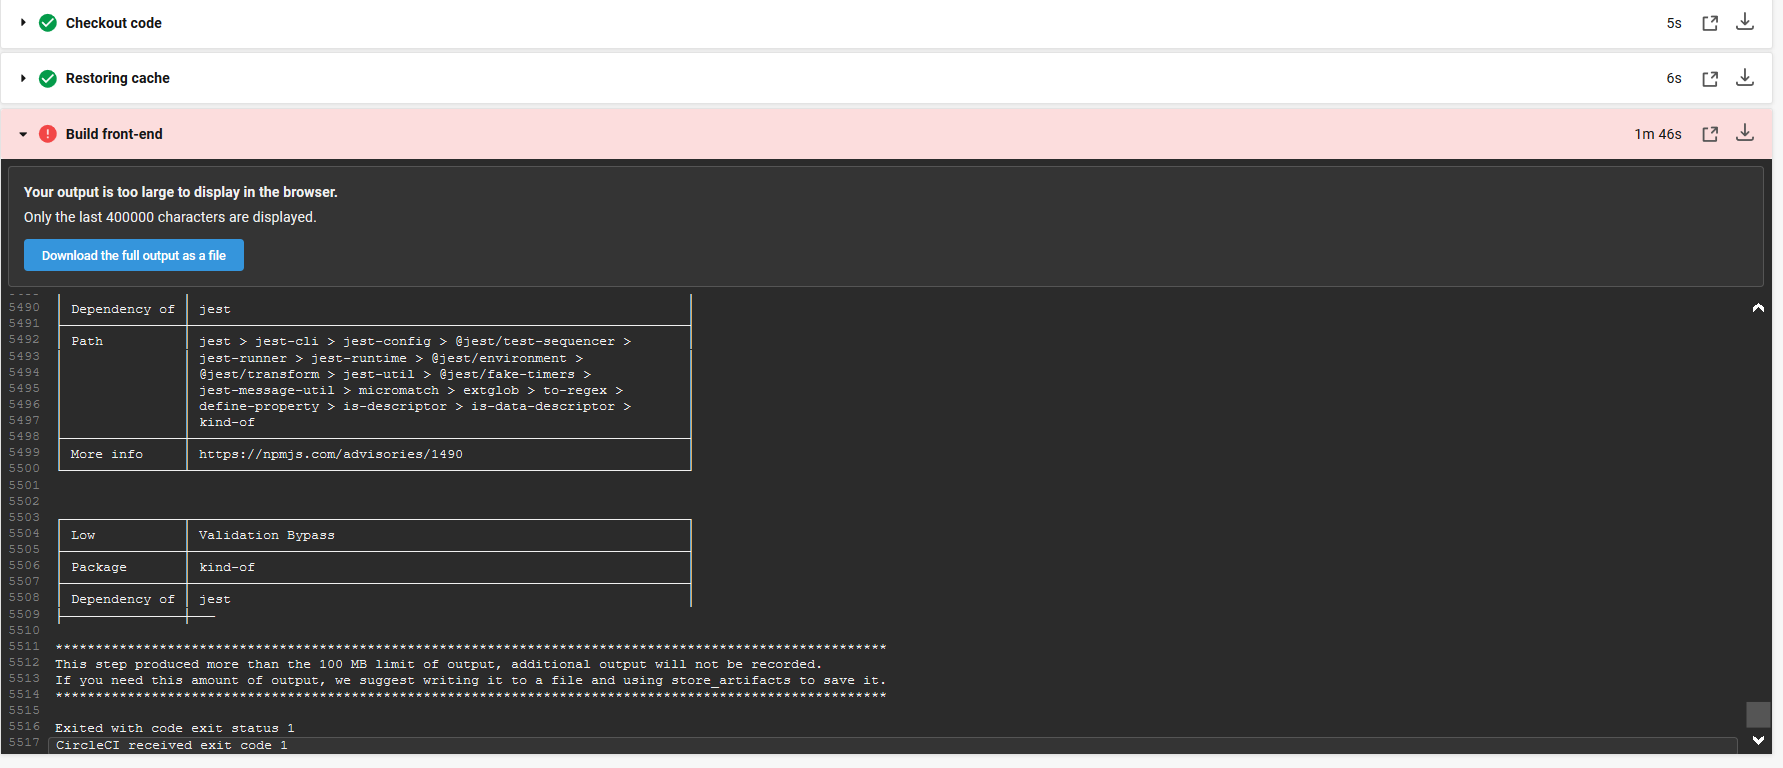 Checkout code 5s
Restoring cache 6s
Build front-end 1m 46s
Your output is too large to display in the browser.
Only the last 400000 characters are displayed.
Download the full output as a file
5490 Dependency of jest
5491
5492 Path jest > jest-cli > jest-config > @jest/test-sequencer >
5493 jest-runner > jest-runtime > @jest/environment >
5494 @jest/transform > jest-util > @jest/fake-timers >
5495 jest-message-util > micromatch > extglob > to-regex >
5496 define-property > is-descriptor > is-data-descriptor >
5497 kind-of
5498
5499 More info https://npmjs.com/advisories/1490
5500
5501
5502
5503
5504 Low Validation Bypass
5505
5506 Package kind-of
5507
5508 Dependency of jest
5509
5510
5511 ********************************************************************************************************
5512 This step produced more than the 100 MB limit of output, additional output will not be recorded.
5513 If you need this amount of output, we suggest writing it to a file and using store_artifacts to save it.
5514 ********************************************************************************************************
5515
5516 Exited with code exit status 1
5517 CircleCI received exit code 1